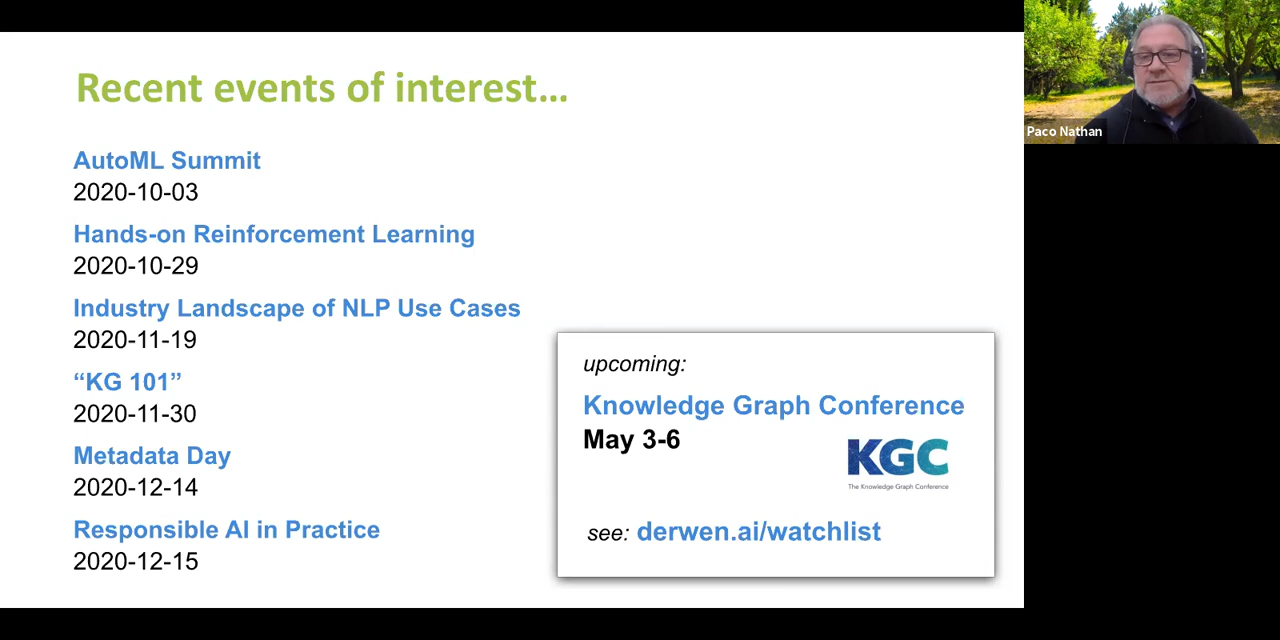 Recent events of interest...
AutoML Summit
2020-10-03
Hands-on Reinforcement Learning
2020-10-29
Industry Landscape of NLP Use Cases
2020-11-19
“KG 101”
2020-11-30
Metadata Day
2020-12-14
Responsible AI in Practice
2020-12-15
upcoming:
Knowledge Graph Conference
May 3-6
KGC
The Knowledge Graph Conference
see: derwen.ai/watchlist
Paco Nathan